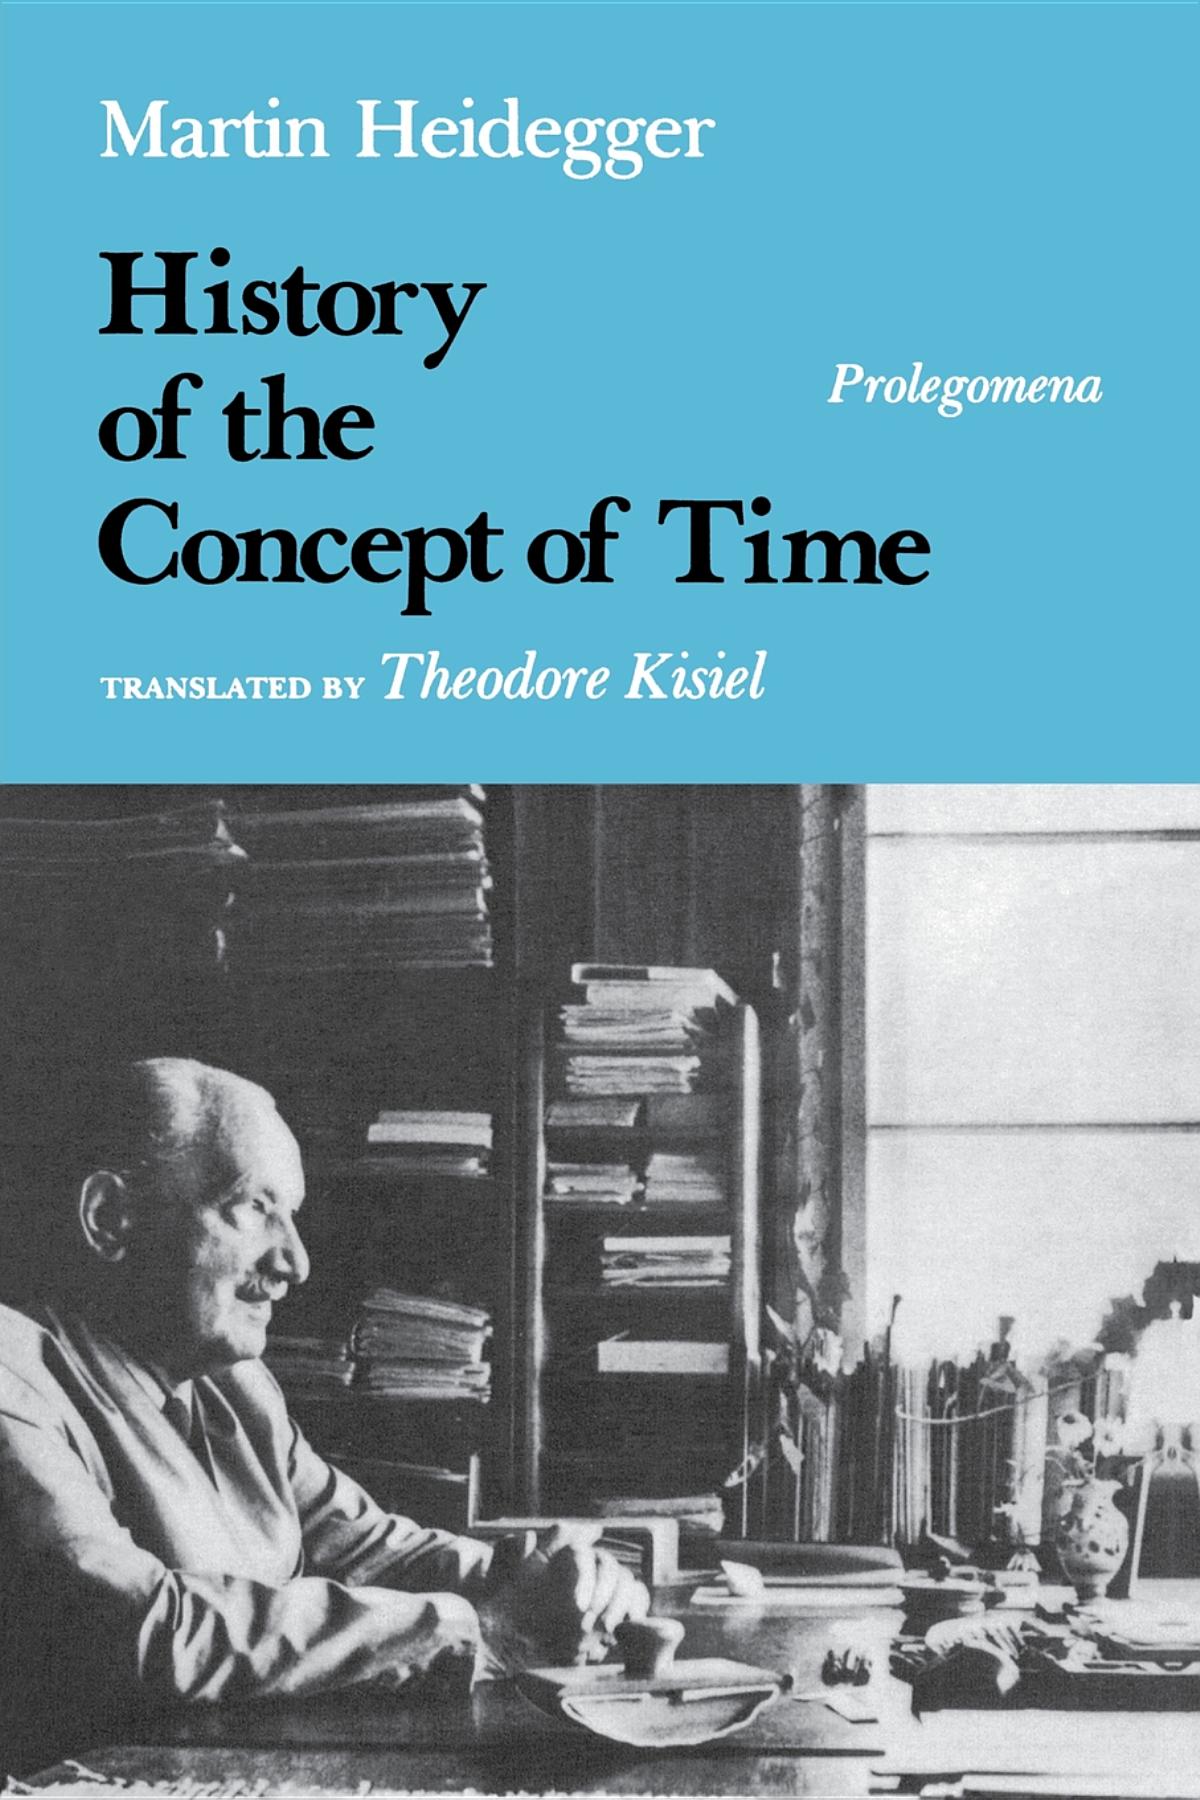 Martin Heidegger
History
of the
Prolegomena
Concept of Time
TRANSLATED BY Theodore Kisiel